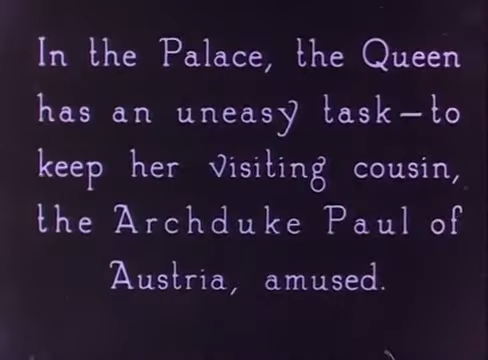 In the Palace, the Queen
has an uneasy task—to
keep her visiting cousin,
the Archduke Paul of
Austria, amused.